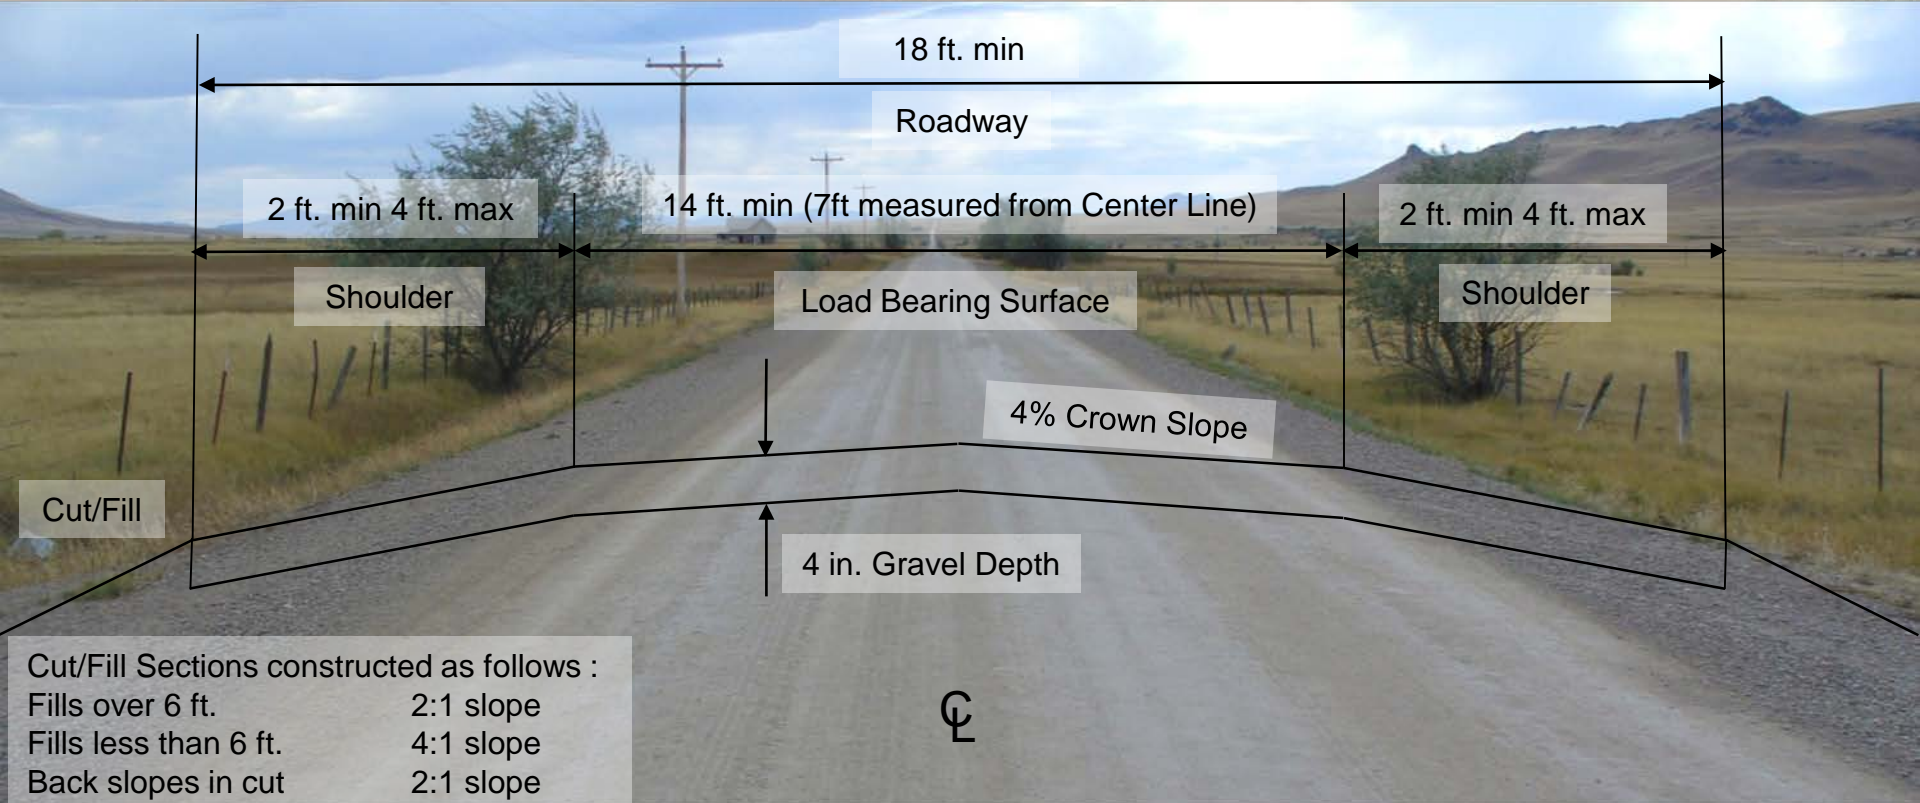 18 ft. min
Roadway
2 ft. min 4 ft. max
14 ft. min (7ft measured from Center Line)
2 ft. min 4 ft. max
Shoulder
Load Bearing Surface
Shoulder
4% Crown Slope
Cut/Fill
4 in. Gravel Depth
Cut/Fill Sections constructed as follows :
Fills over 6 ft. 2:1 slope
Fills less than 6 ft. 4:1 slope
Back slopes in cut 2:1 slope
℄